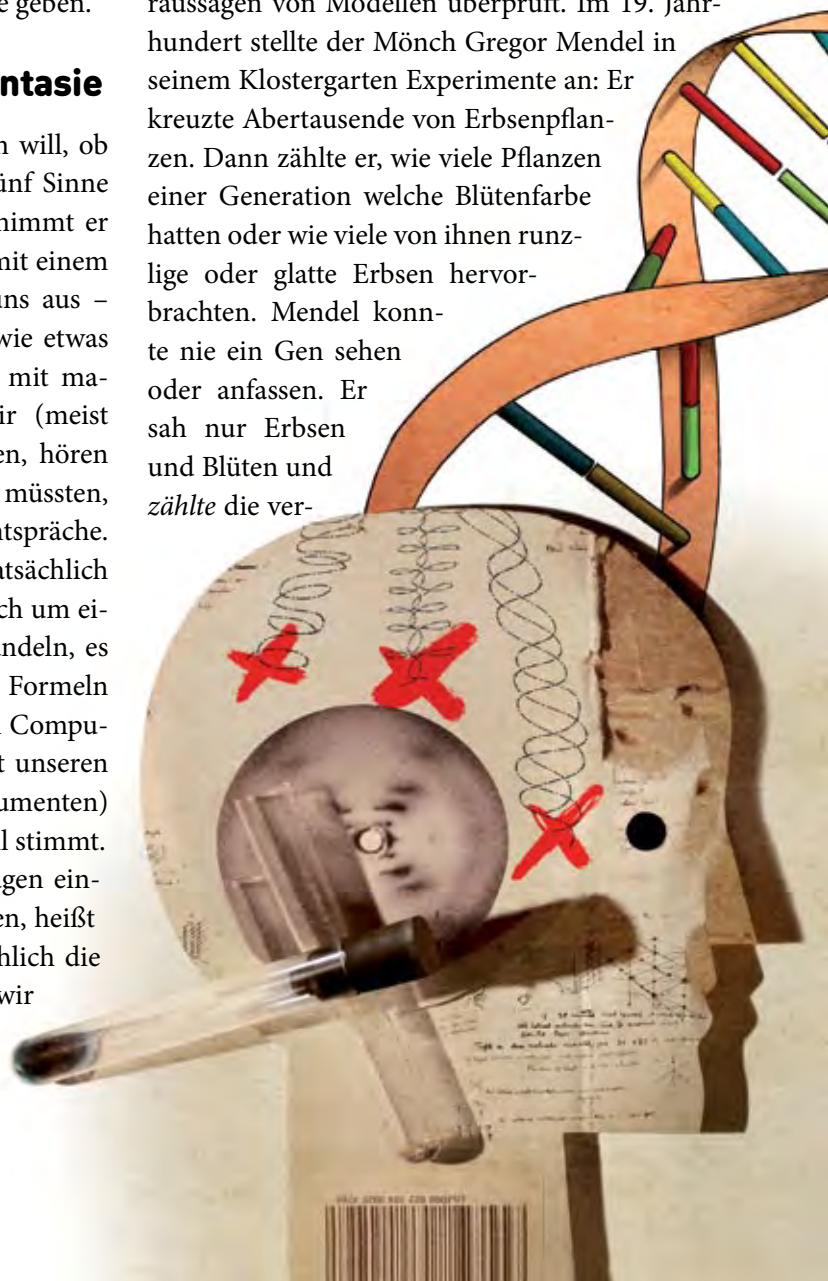 e geben.
ntasie
n will, ob
ünf Sinne
nimmt er
mit einem
uns aus –
wie etwas
mit ma-
ir (meist
en, hören
müssten,
ntspräche.
atsächlich
ch um ei-
andeln, es
Formeln
Compu-
t unseren
umenten)
l stimmt.
gen ein-
en, heißt
hlich die
wir
raussagen von Modellen überprüft. Im 19. Jahr-
hundert stellte der Mönch Gregor Mendel in
seinem Klostergarten Experimente an: Er
kreuzte Abertausende von Erbsenpflan-
zen. Dann zählte er, wie viele Pflanzen
einer Generation welche Blütenfarbe
hatten oder wie viele von ihnen runz-
lige oder glatte Erbsen hervor-
brachten. Mendel konn-
te nie ein Gen sehen
oder anfassen. Er
sah nur Erbsen
und Blüten und
zählte die ver-